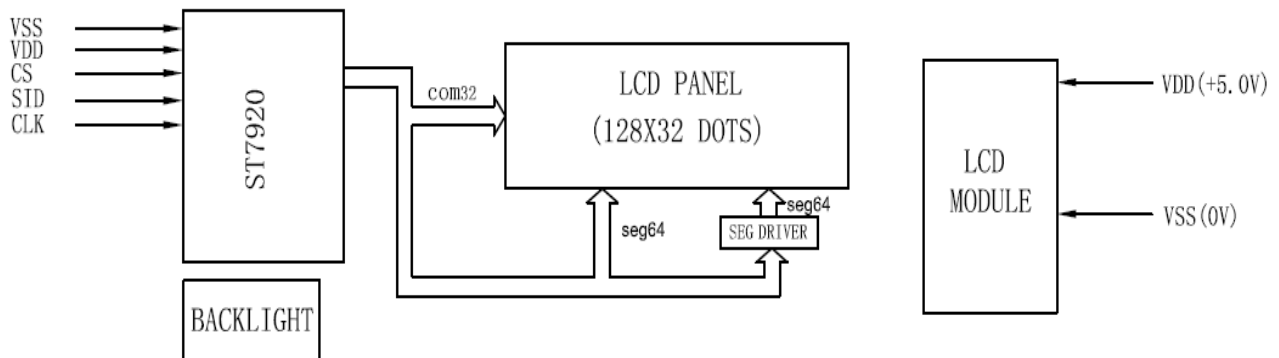 VSS
VDD
CS
SID
CLK
ST7920
BACKLIGHT
com32
LCD PANEL
(128X32 DOTS)
seg64
seg64
SEG DRIVER
LCD
MODULE
VDD(+5.0V)
VSS(0V)